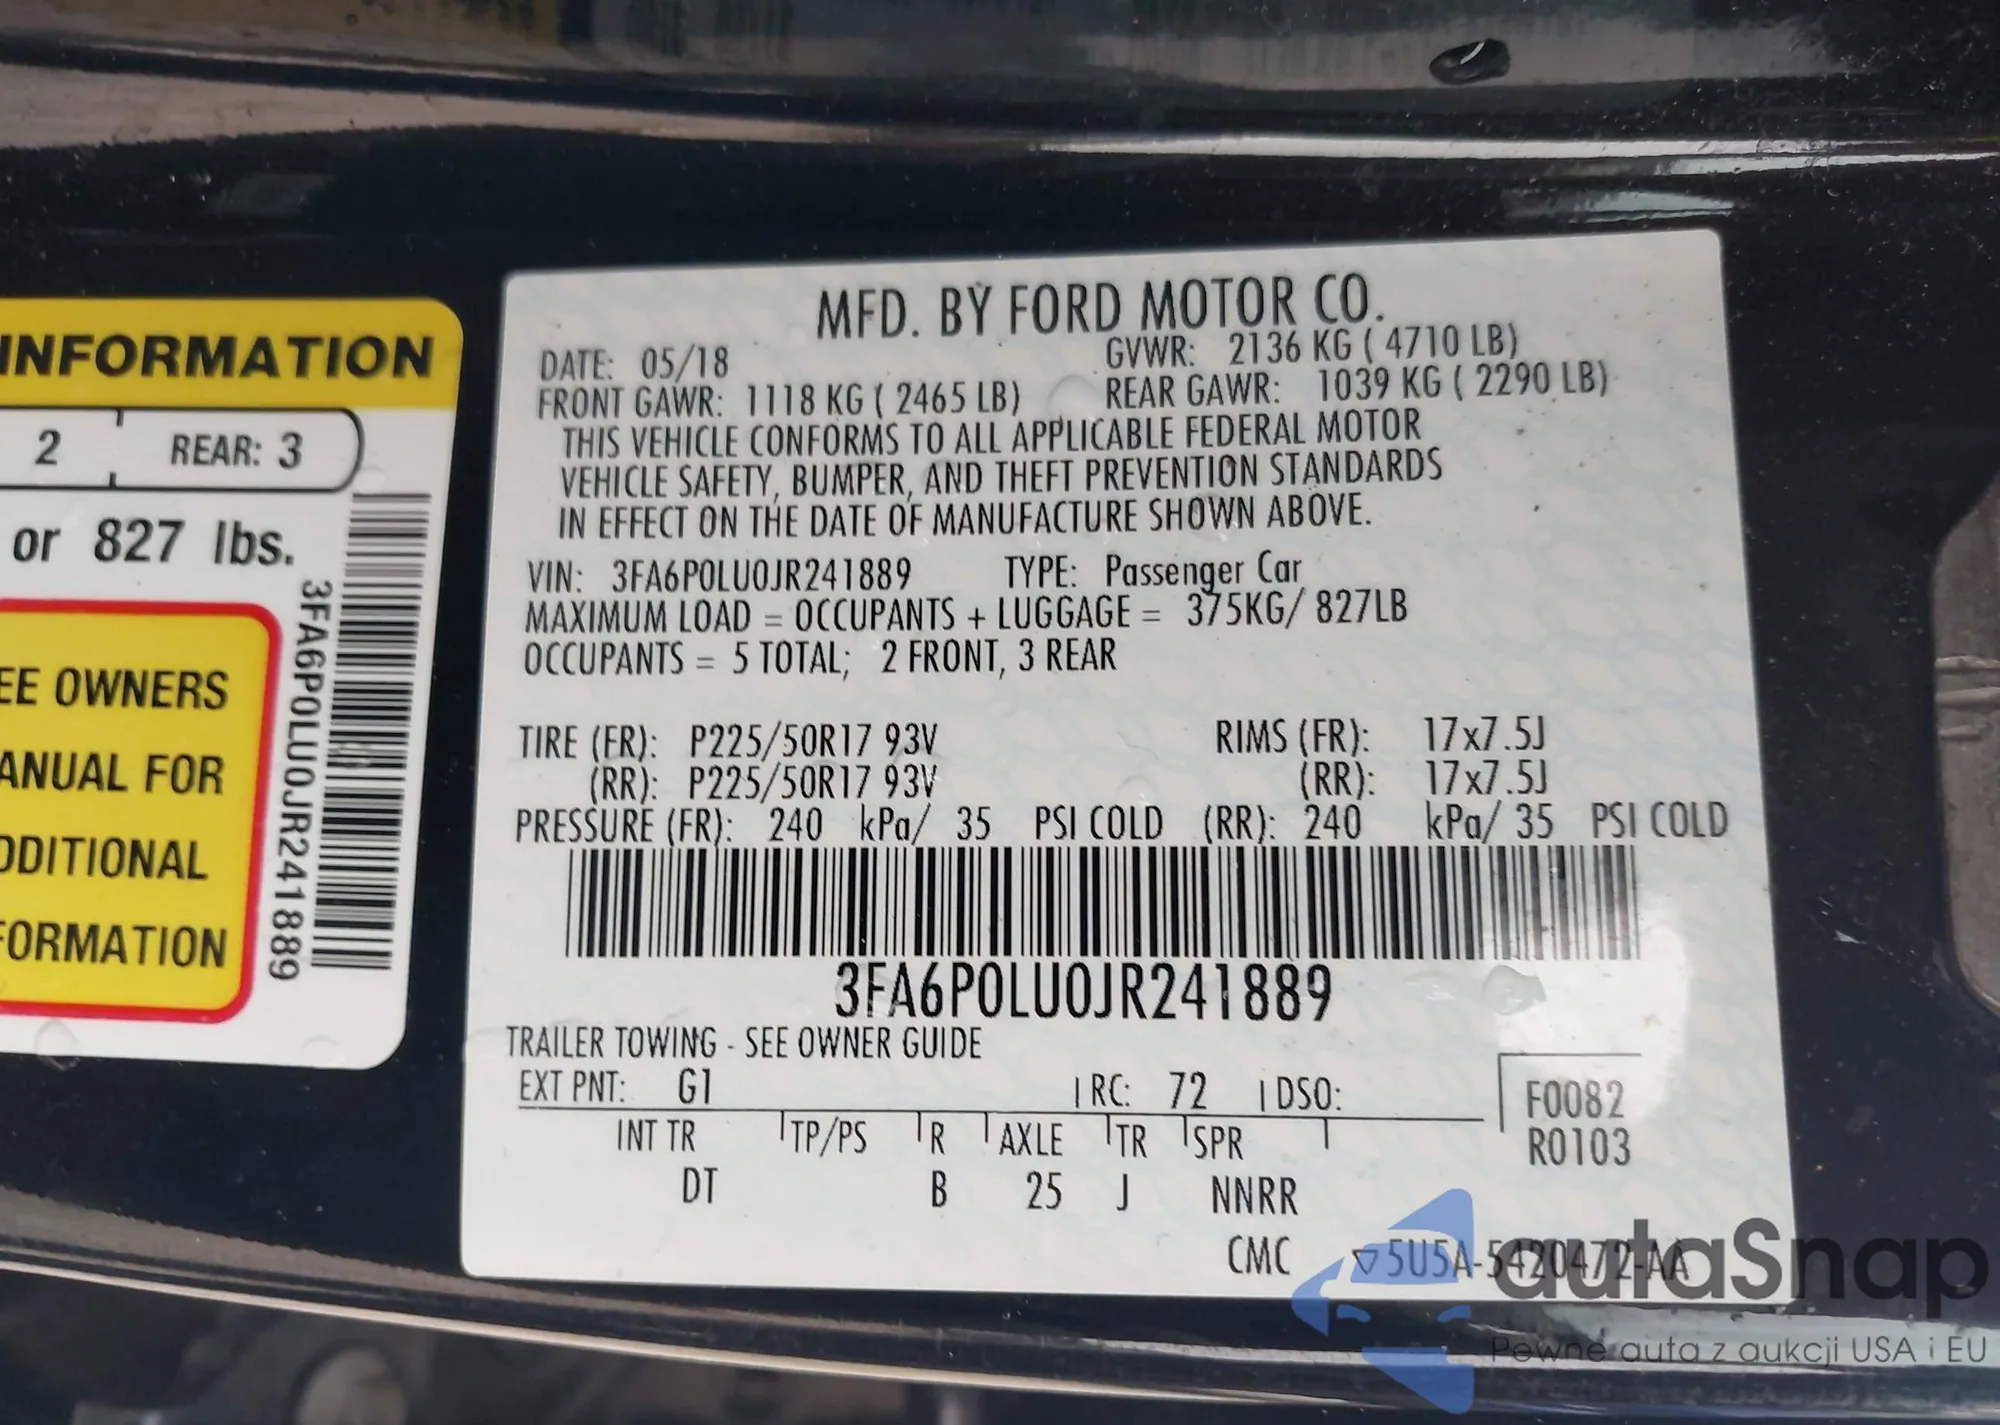 INFORMATION
2 REAR: 3
or 827 lbs.
EE OWNERS
ANUAL FOR
DDITIONAL
FORMATION
3FA6P0LU0JR241889
MFD. BY FORD MOTOR CO.
DATE: 05/18 GVWR: 2136 KG ( 4710 LB)
FRONT GAWR: 1118 KG ( 2465 LB) REAR GAWR: 1039 KG ( 2290 LB)
THIS VEHICLE CONFORMS TO ALL APPLICABLE FEDERAL MOTOR
VEHICLE SAFETY, BUMPER, AND THEFT PREVENTION STANDARDS
IN EFFECT ON THE DATE OF MANUFACTURE SHOWN ABOVE.
VIN: 3FA6P0LU0JR241889 TYPE: Passenger Car
MAXIMUM LOAD = OCCUPANTS + LUGGAGE = 375KG/ 827LB
OCCUPANTS = 5 TOTAL; 2 FRONT, 3 REAR
TIRE (FR): P225/50R17 93V RIMS (FR): 17x7.5J
(RR): P225/50R17 93V (RR): 17x7.5J
PRESSURE (FR): 240 kPa/ 35 PSI COLD (RR): 240 kPa/ 35 PSI COLD
3FA6P0LU0JR241889
TRAILER TOWING - SEE OWNER GUIDE
EXT PNT: G1 RC: 72 DSO: F0082
INT TR TP/PS R AXLE TR SPR R0103
DT B 25 J NNRR
CMC ▽5U5A-5420472-AA
autaSnap
Pewne auta z aukcji USA i EU